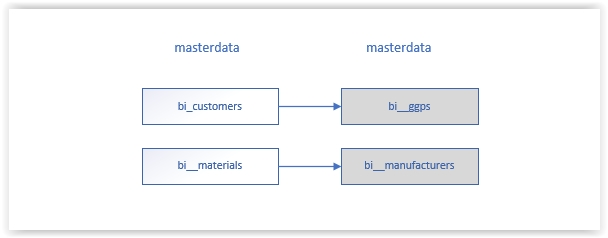 masterdata masterdata
bi_customers bi__ggps
bi__materials bi__manufacturers